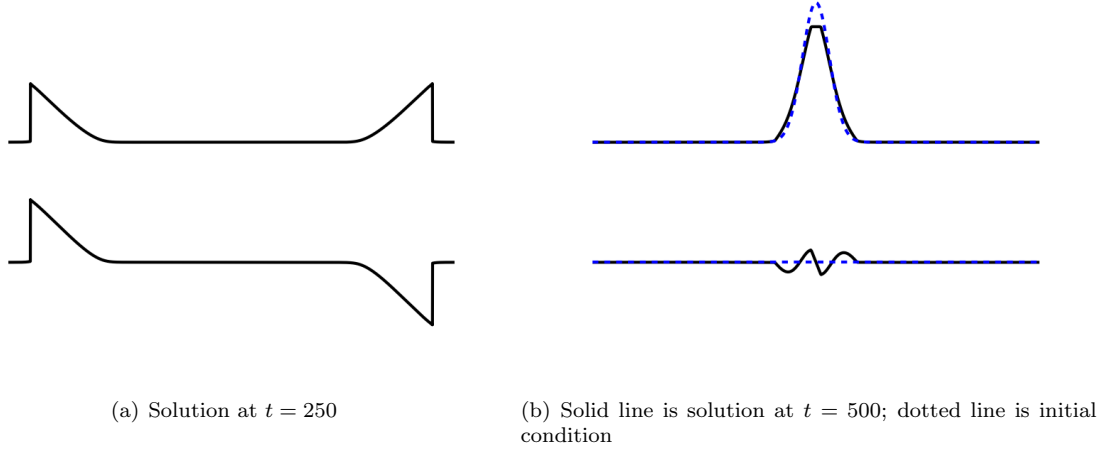 (a) Solution at t = 250
(b) Solid line is solution at t = 500; dotted line is initial
condition